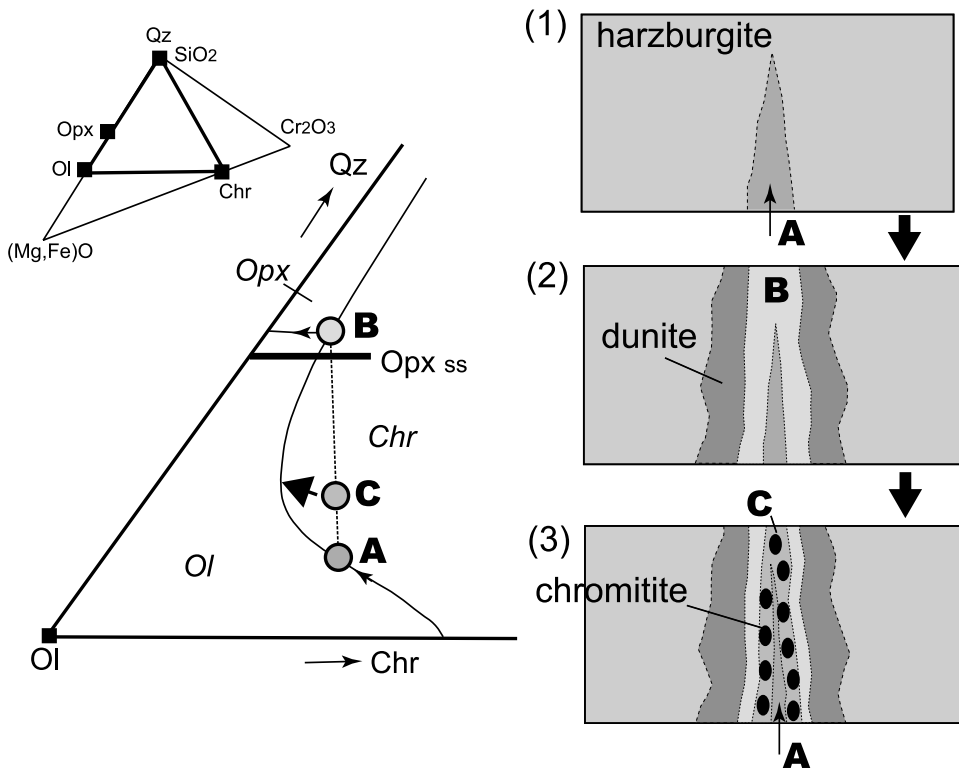 Qz
SiO2
Opx
Cr2O3
Ol
Chr
(Mg,Fe)O
Qz
Opx
B
Opx ss
Chr
C
A
Ol
Ol
Chr
(1)
harzburgite
A
(2)
B
dunite
C
(3)
chromitite
A